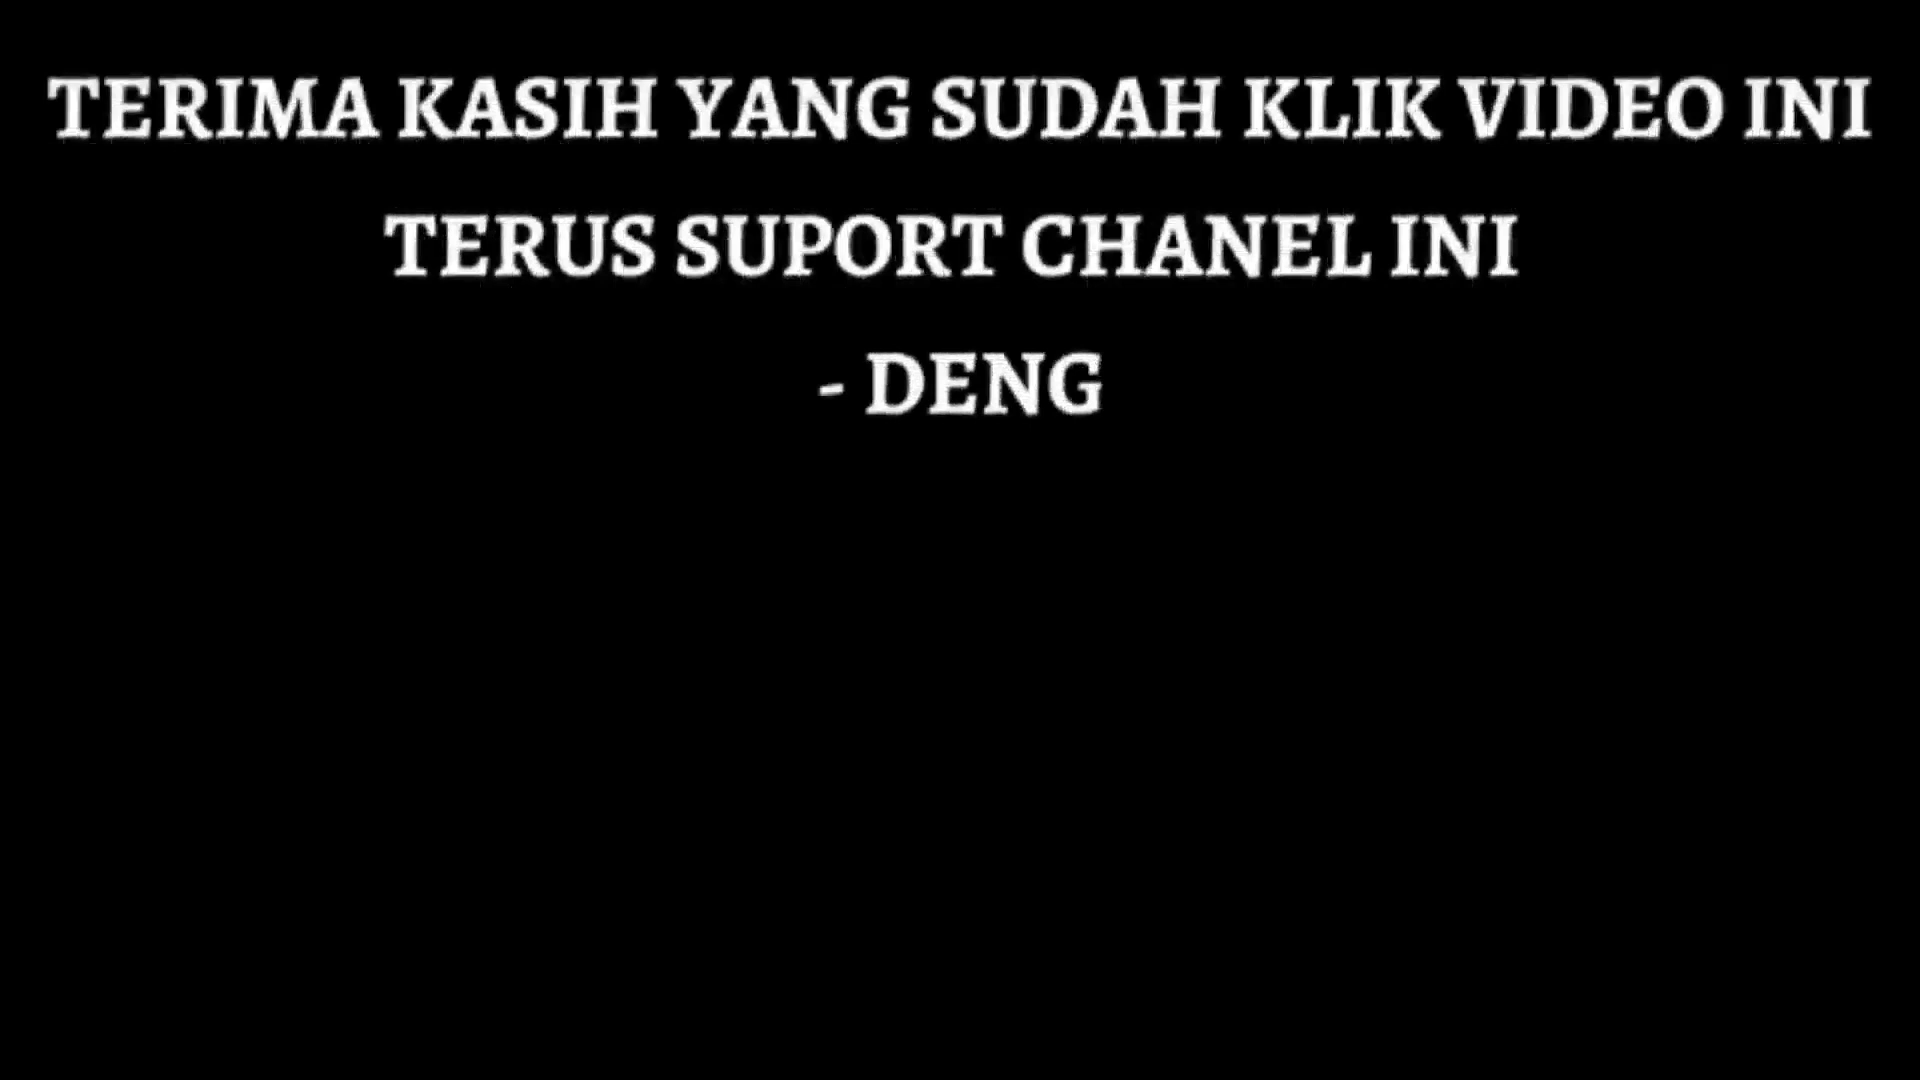 TERIMA KASIH YANG SUDAH KLIK VIDEO INI
TERUS SUPORT CHANEL INI
- DENG